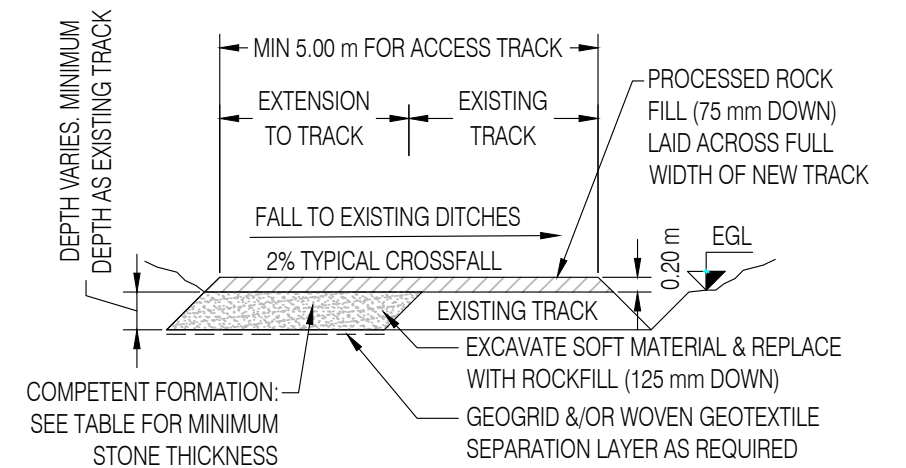 DEPTH VARIES. MINIMUM
DEPTH AS EXISTING TRACK
MIN 5.00 m FOR ACCESS TRACK
EXTENSION
TO TRACK
EXISTING
TRACK
PROCESSED ROCK
FILL (75 mm DOWN)
LAID ACROSS FULL
WIDTH OF NEW TRACK
FALL TO EXISTING DITCHES
2% TYPICAL CROSSFALL
0.20 m
EGL
EXISTING TRACK
EXCAVATE SOFT MATERIAL & REPLACE
WITH ROCKFILL (125 mm DOWN)
COMPETENT FORMATION:
SEE TABLE FOR MINIMUM
STONE THICKNESS
GEOGRID &/OR WOVEN GEOTEXTILE
SEPARATION LAYER AS REQUIRED